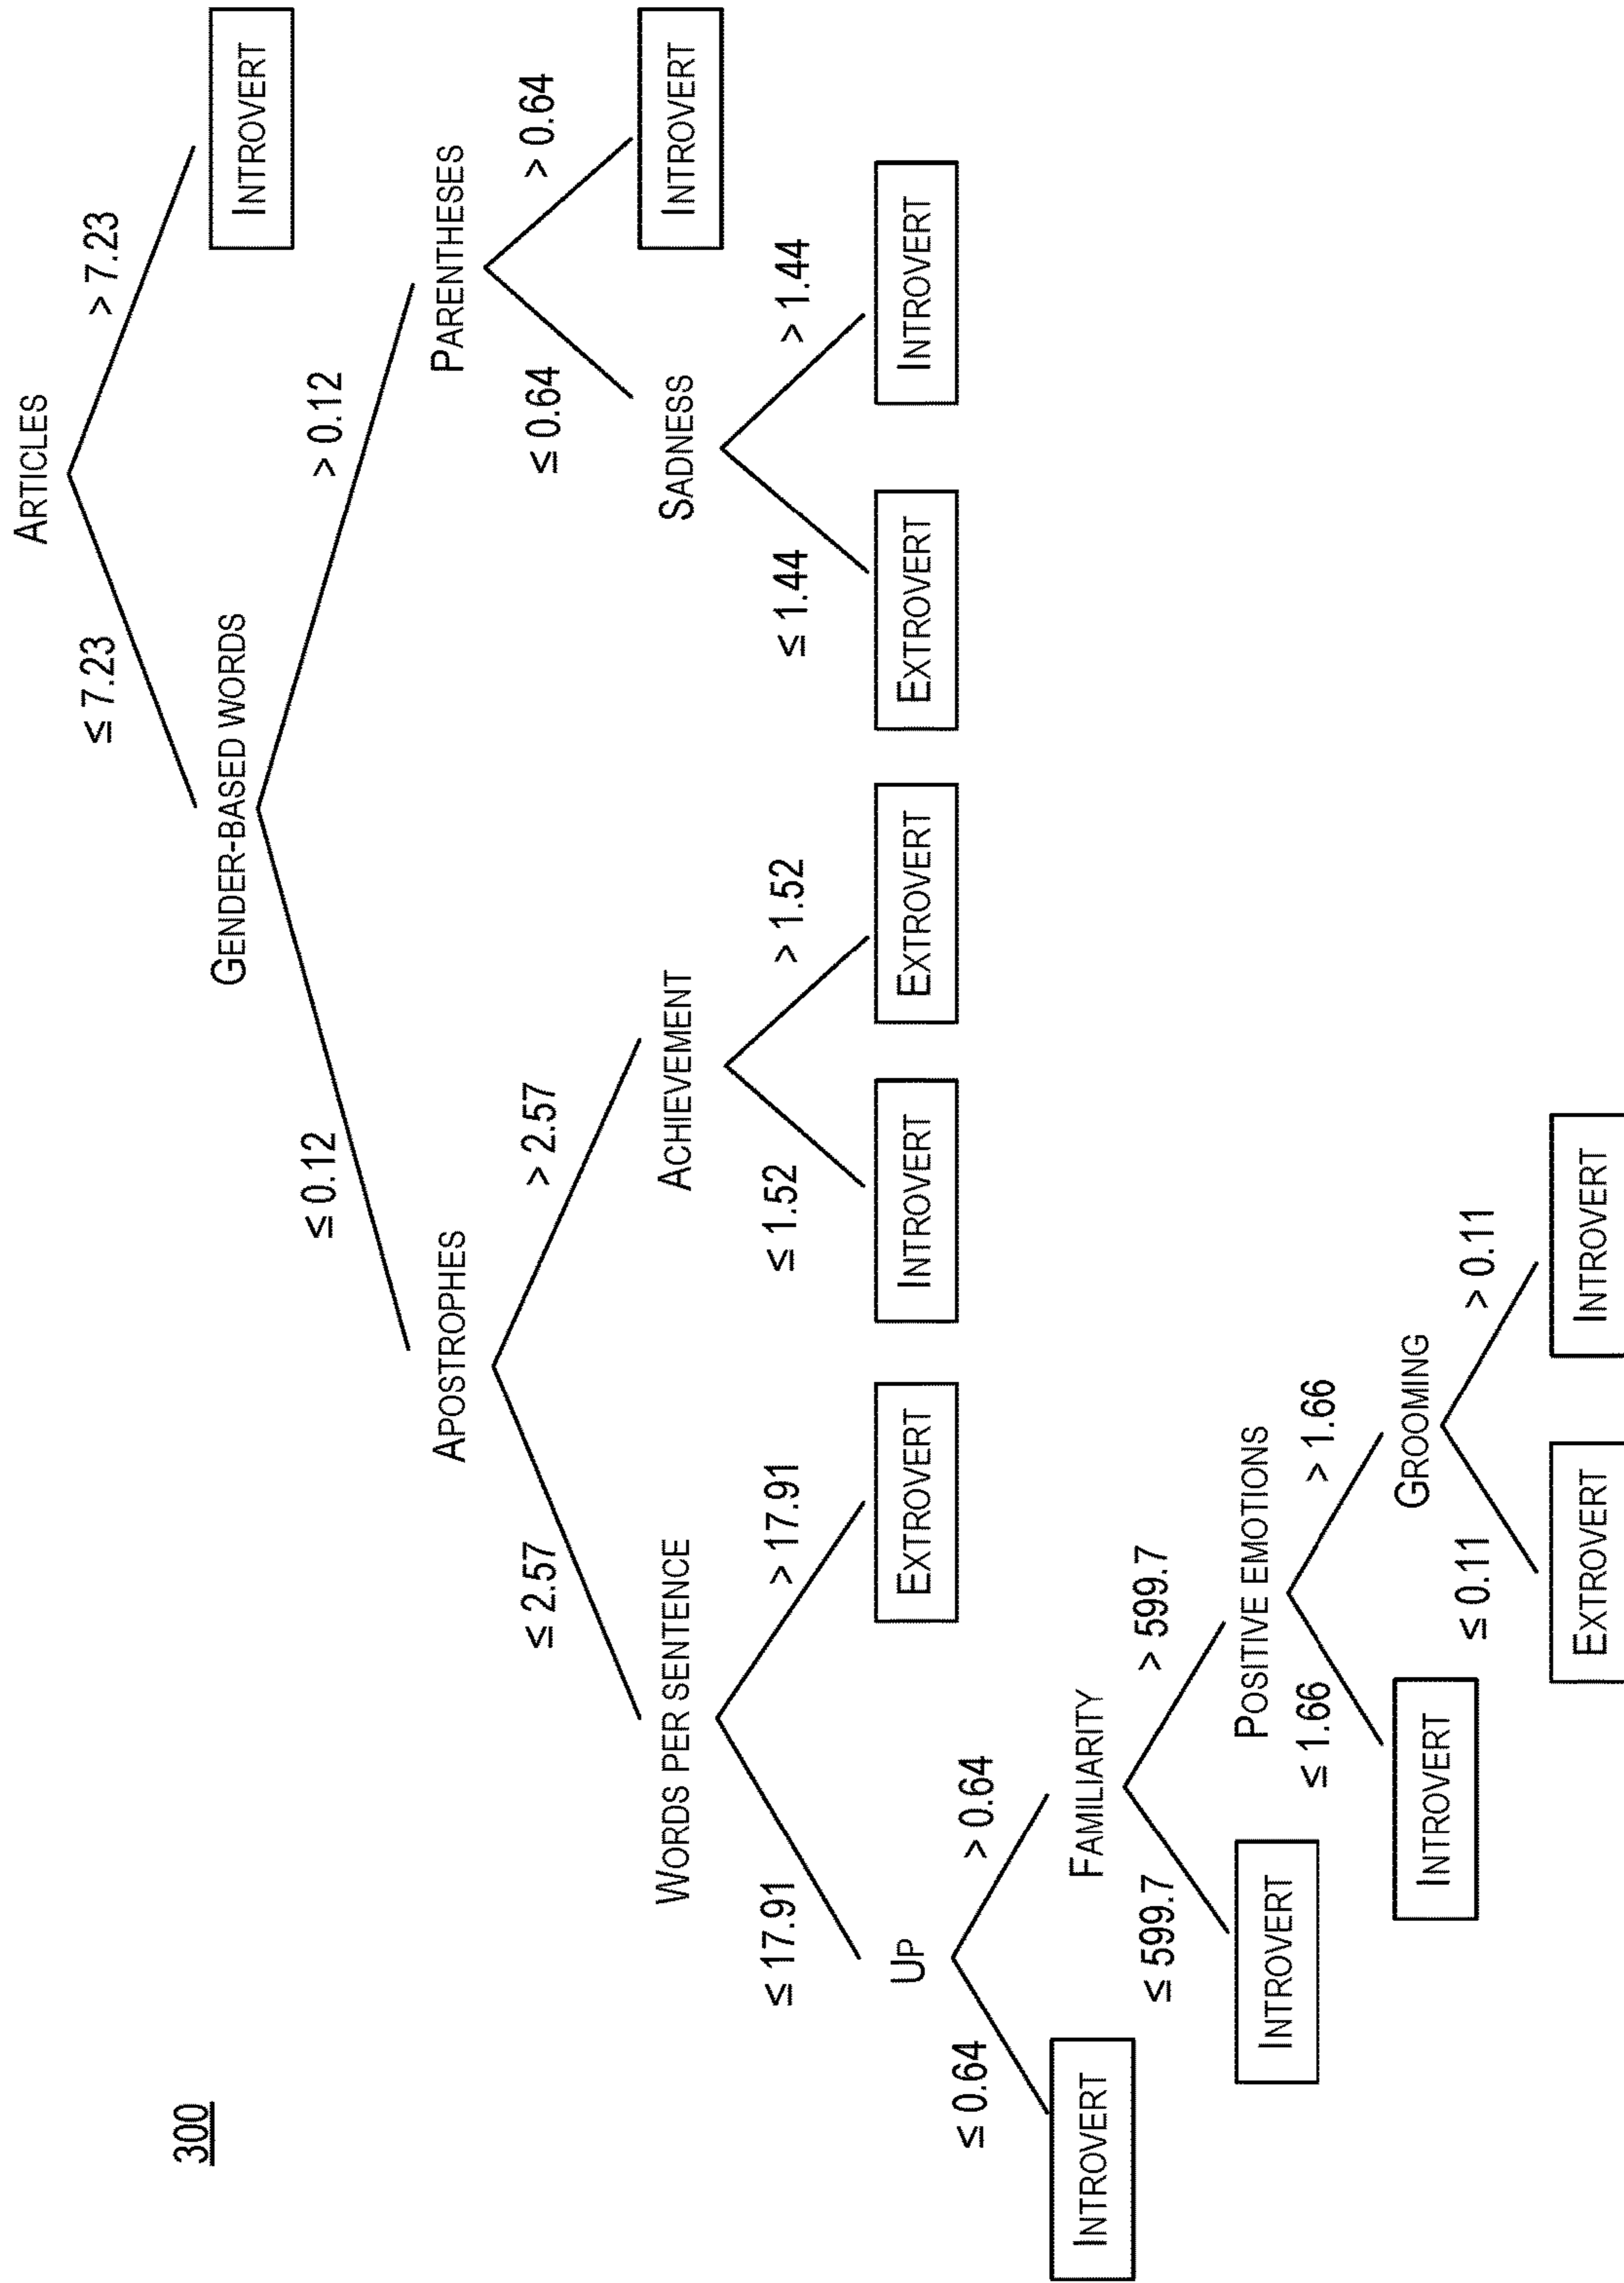 300
ARTICLES
≤ 7.23
> 7.23
GENDER-BASED WORDS
INTROVERT
≤ 0.12
> 0.12
APOSTROPHES
PARENTHESES
≤ 2.57
> 2.57
≤ 0.64
> 0.64
WORDS PER SENTENCE
ACHIEVEMENT
SADNESS
INTROVERT
≤ 17.91
> 17.91
≤ 1.52
> 1.52
≤ 1.44
> 1.44
UP
EXTROVERT
INTROVERT
EXTROVERT
EXTROVERT
INTROVERT
≤ 0.64
> 0.64
INTROVERT
FAMILIARITY
≤ 599.7
> 599.7
INTROVERT
POSITIVE EMOTIONS
≤ 1.66
> 1.66
INTROVERT
GROOMING
≤ 0.11
> 0.11
EXTROVERT
INTROVERT